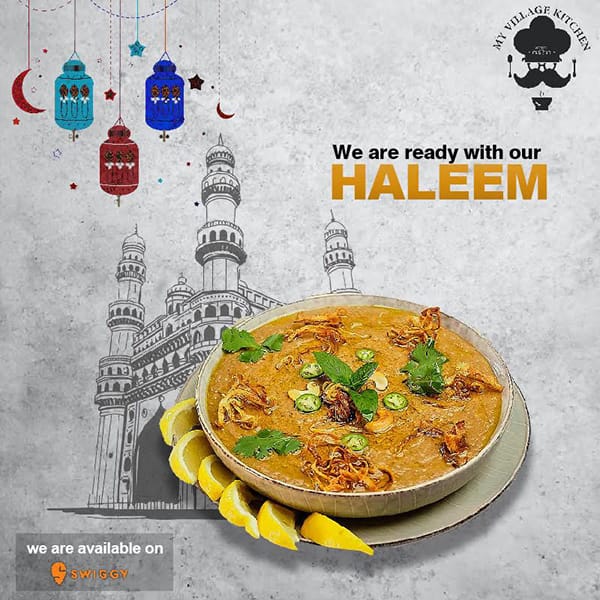 MY VILLAGE KITCHEN
We are ready with our
HALEEM
we are available on
SWIGGY